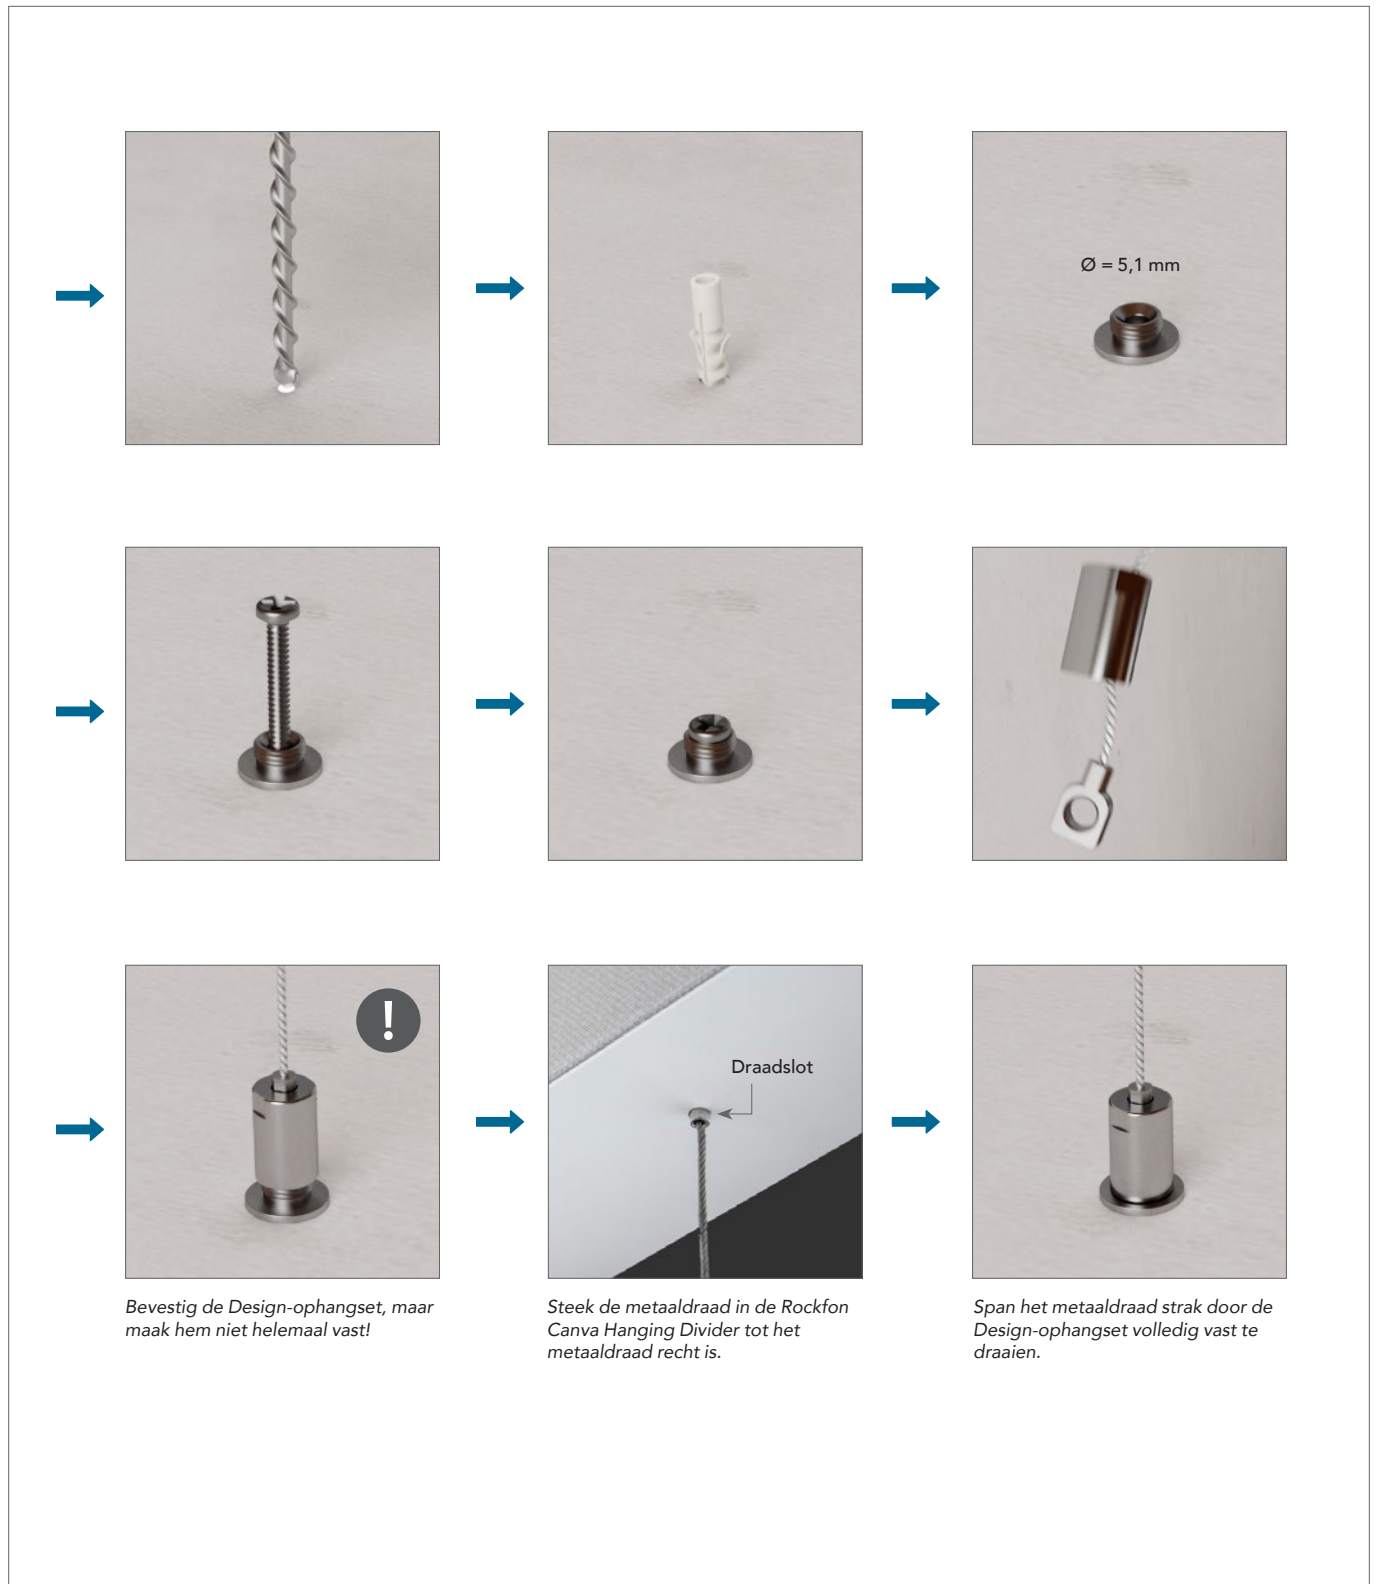 Ø = 5,1 mm
!
Draadslot
Bevestig de Design-ophangset, maar
maak hem niet helemaal vast!
Steek de metaaldraad in de Rockfon
Canva Hanging Divider tot het
metaaldraad recht is.
Span het metaaldraad strak door de
Design-ophangset volledig vast te
draaien.